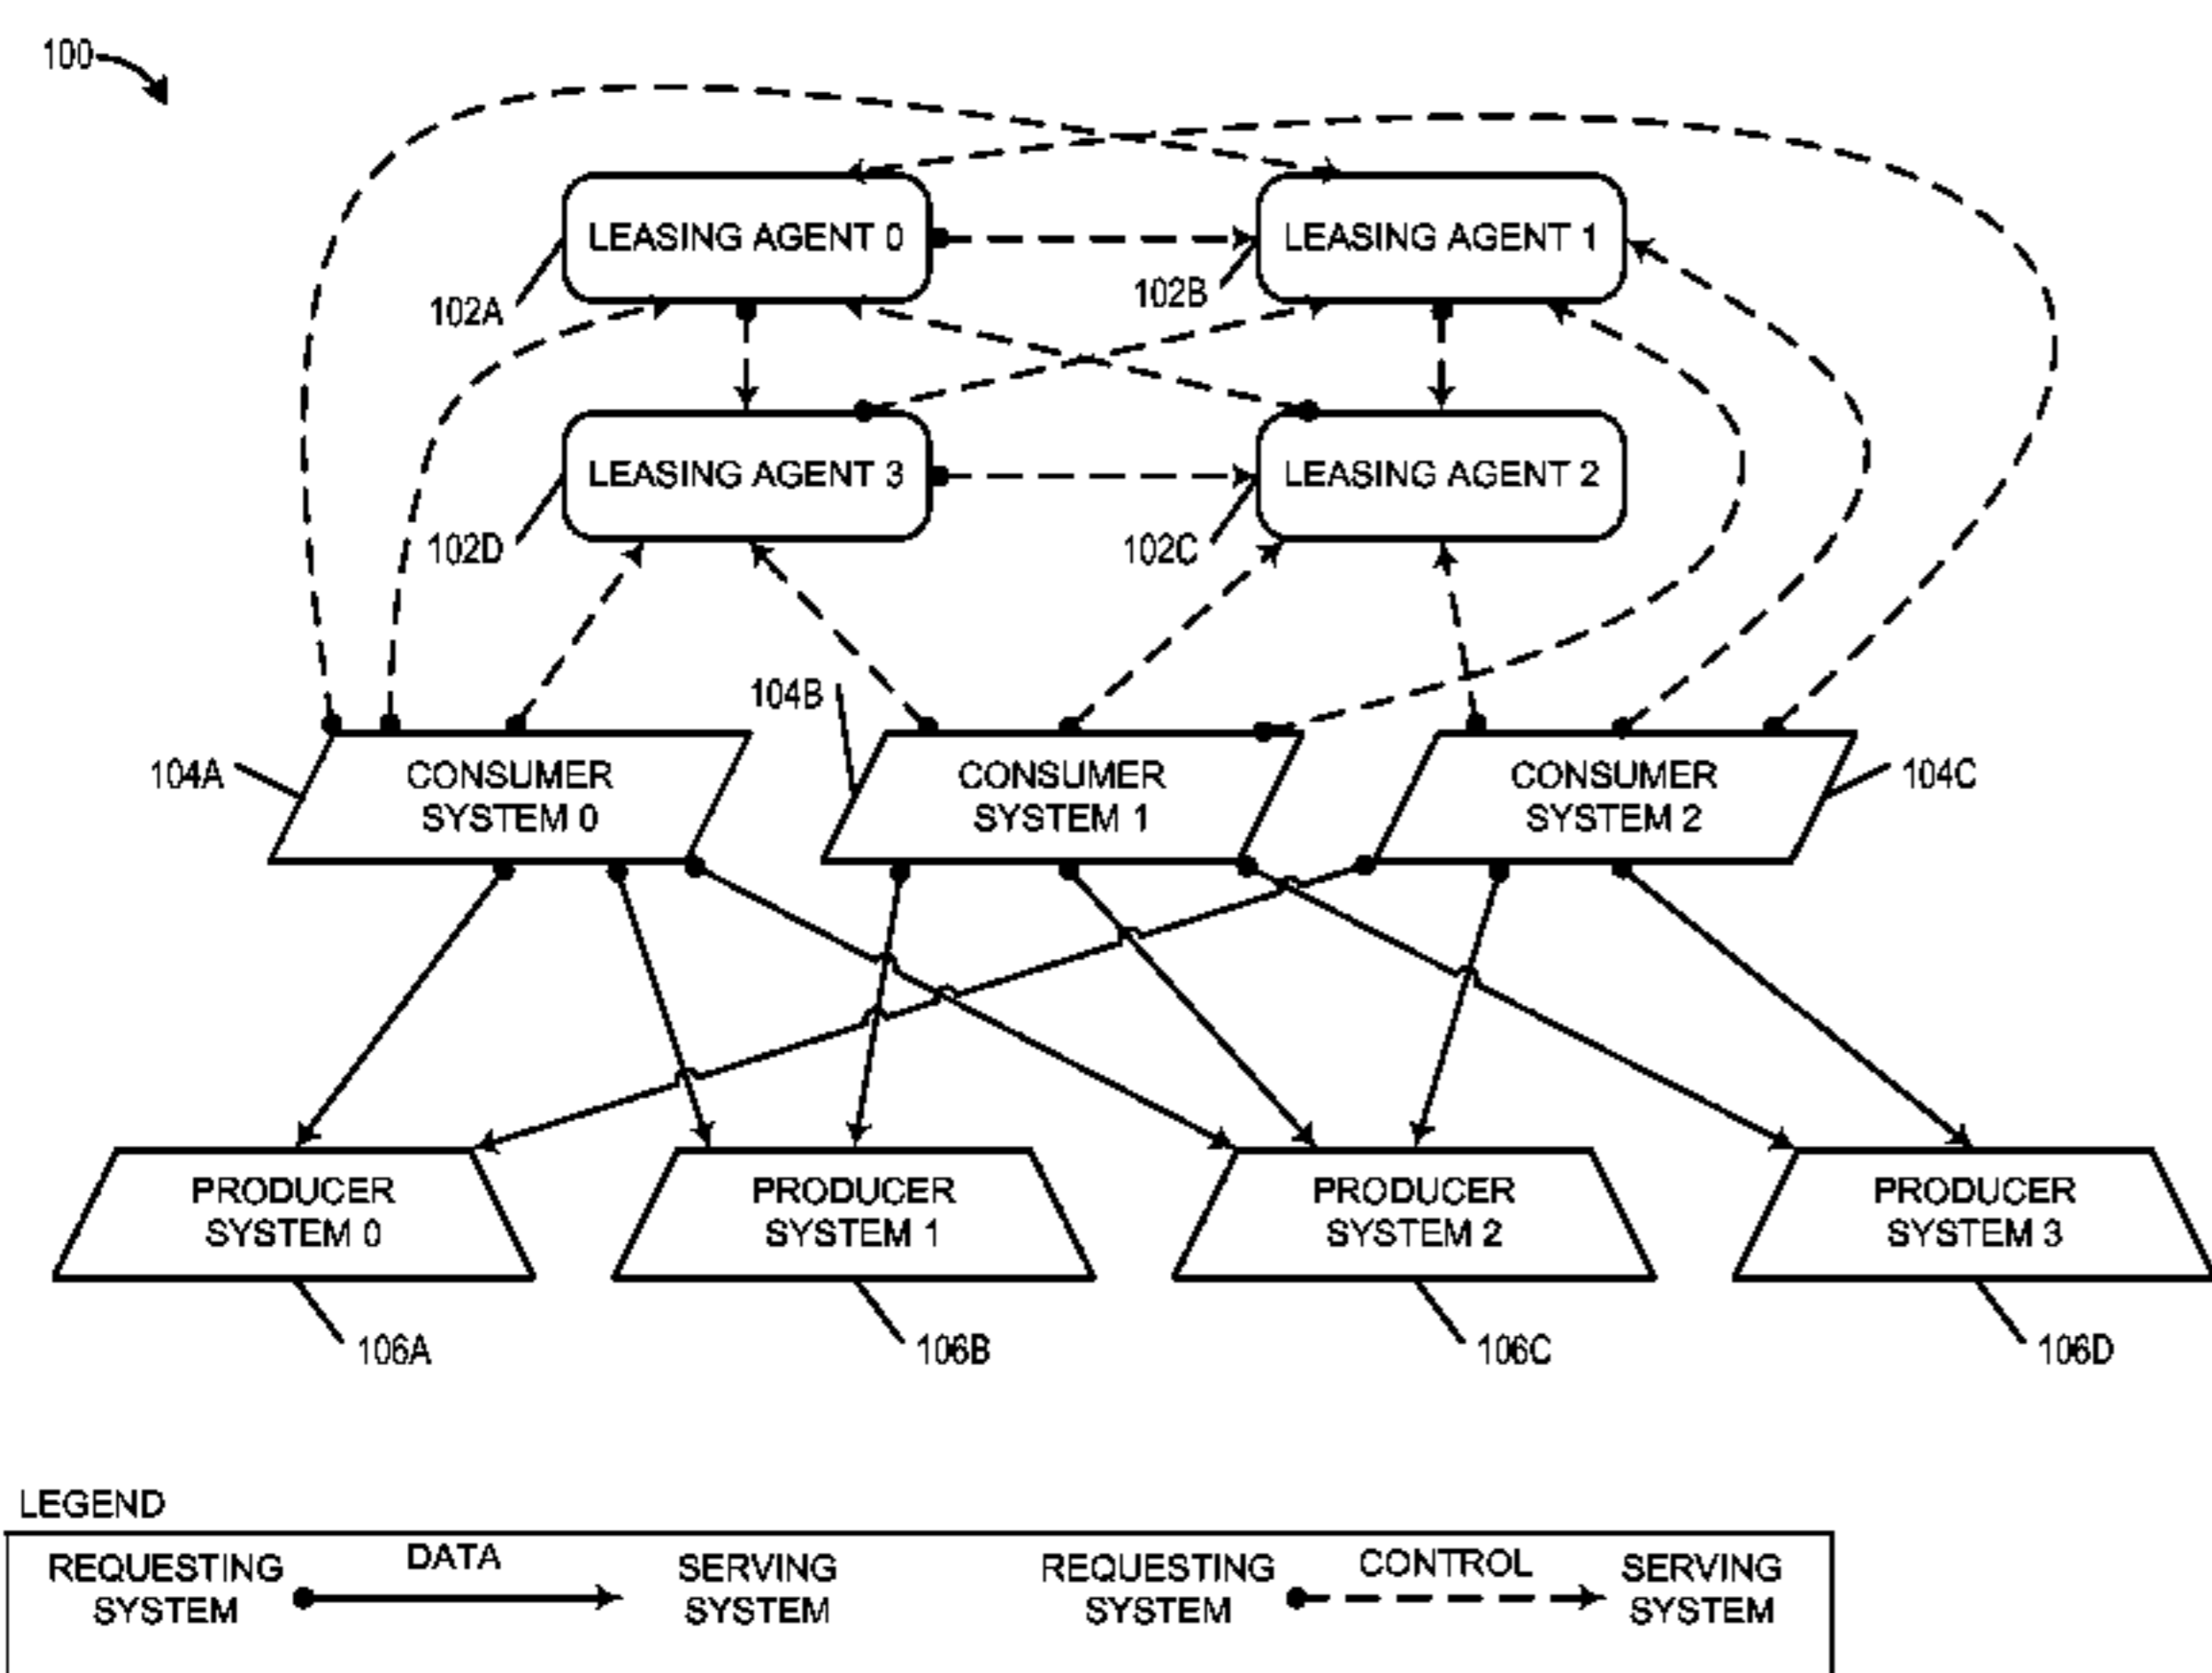 100
LEASING AGENT 0
LEASING AGENT 1
102A
102B
LEASING AGENT 3
LEASING AGENT 2
102D
102C
104B
104A
CONSUMER
SYSTEM 0
CONSUMER
SYSTEM 1
CONSUMER
SYSTEM 2
104C
PRODUCER
SYSTEM 0
PRODUCER
SYSTEM 1
PRODUCER
SYSTEM 2
PRODUCER
SYSTEM 3
106A
106B
106C
106D
LEGEND
REQUESTING
SYSTEM
DATA
SERVING
SYSTEM
REQUESTING
SYSTEM
CONTROL
SERVING
SYSTEM